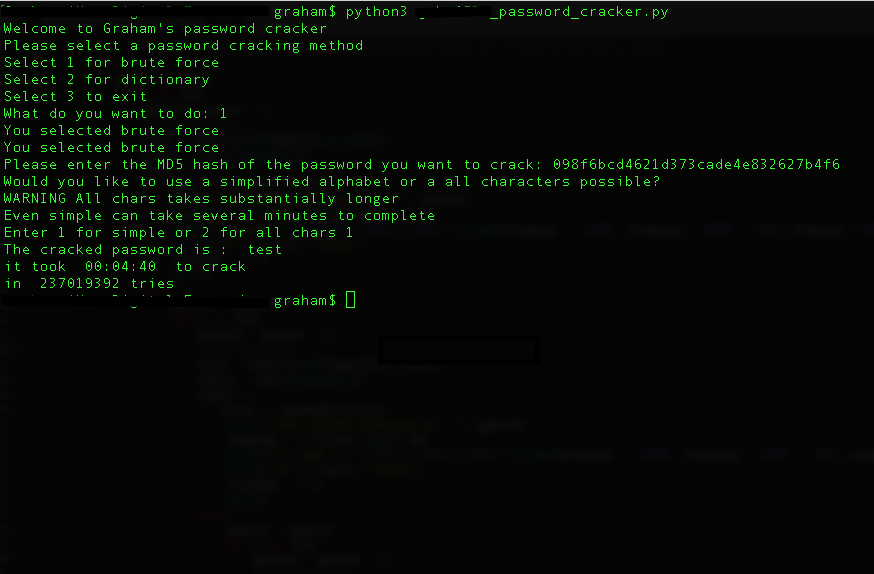 graham$ python3 _password_cracker.py
Welcome to Graham's password cracker
Please select a password cracking method
Select 1 for brute force
Select 2 for dictionary
Select 3 to exit
What do you want to do: 1
You selected brute force
You selected brute force
Please enter the MD5 hash of the password you want to crack: 098f6bcd4621d373cade4e832627b4f6
Would you like to use a simplified alphabet or a all characters possible?
WARNING All chars takes substantially longer
Even simple can take several minutes to complete
Enter 1 for simple or 2 for all chars 1
The cracked password is :  test
it took  00:04:40  to crack
in  237019392 tries
graham$